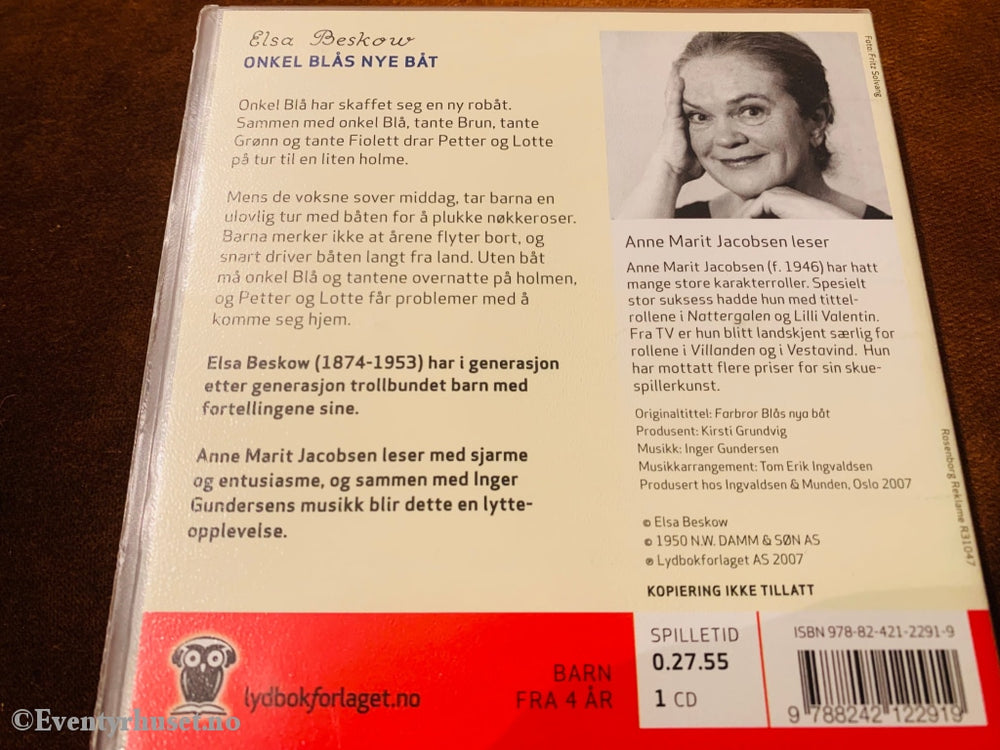 Elsa Beskow
ONKEL BLÅS NYE BÅT
Onkel Blå har skaffet seg en ny robåt.
Sammen med onkel Blå, tante Brun, tante
Grønn og tante Fiolett drar Petter og Lotte
på tur til en liten holme.
Mens de voksne sover middag, tar barna en
ulovlig tur med båten for å plukke nøkkeroser.
Barna merker ikke at årene flyter bort, og
snart driver båten langt fra land. Uten båt
må onkel Blå og tantene overnatte på holmen,
og Petter og Lotte får problemer med å
komme seg hjem.
Elsa Beskow (1874-1953) har i generasjon
etter generasjon trollbundet barn med
fortellingene sine.
Anne Marit Jacobsen leser med sjarme
og entusiasme, og sammen med Inger
Gundersens musikk blir dette en lytte-
opplevelse.
Foto: Fritz Solvang
Anne Marit Jacobsen leser
Anne Marit Jacobsen (f. 1946) har hatt
mange store karakterroller. Spesielt
stor suksess hadde hun med tittel-
rollene i Nattergalen og Lilli Valentin.
Fra TV er hun blitt landskjent særlig for
rollene i Villanden og i Vestavind. Hun
har mottatt flere priser for sin skue-
spillerkunst.
Originaltittel: Farbror Blås nya båt
Produsent: Kirsti Grundvig
Musikk: Inger Gundersen
Musikkarrangement: Tom Erik Ingvaldsen
Produsert hos Ingvaldsen & Munden, Oslo 2007
© Elsa Beskow
© 1950 N.W. DAMM & SØN AS
℗ Lydbokforlaget AS 2007
KOPIERING IKKE TILLATT
Rosenborg Reklame R31047
lydbokforlaget.no
BARN
FRA 4 ÅR
SPILLETID
0.27.55
1 CD
ISBN 978-82-421-2291-9
9 788242 122919
©Eventyrhuset.no